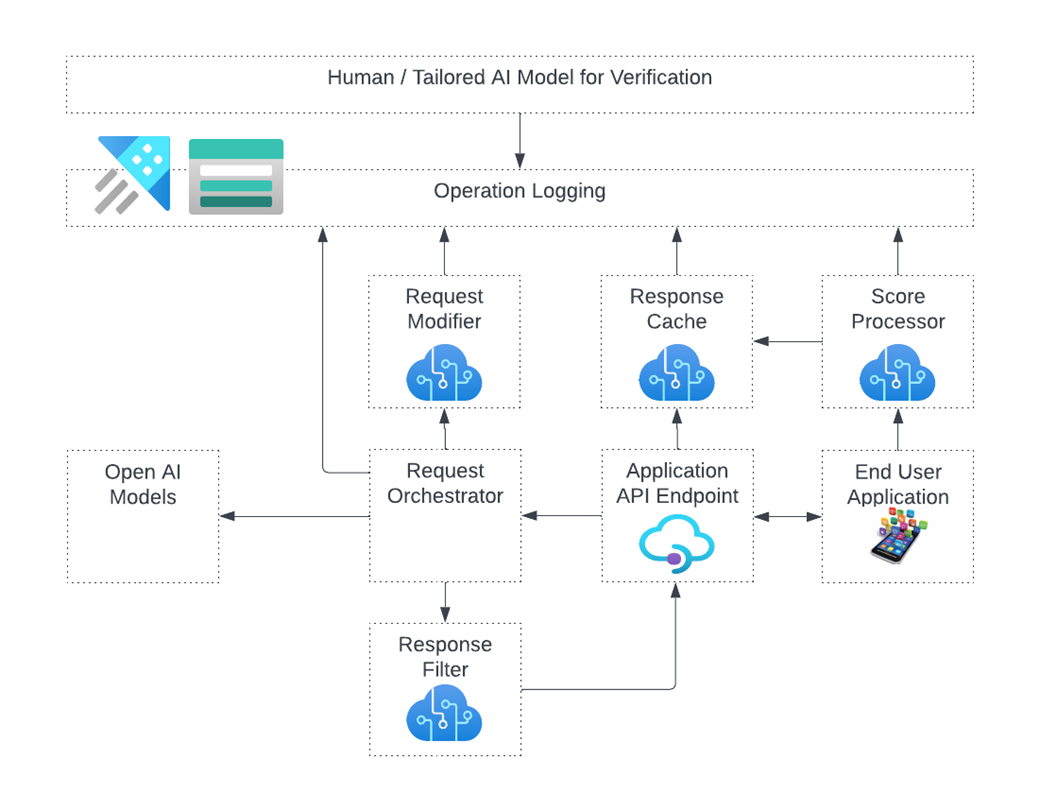 Human / Tailored AI Model for Verification
Operation Logging
Request
Modifier
Response
Cache
Score
Processor
Open AI
Models
Request
Orchestrator
Application
API Endpoint
End User
Application
Response
Filter